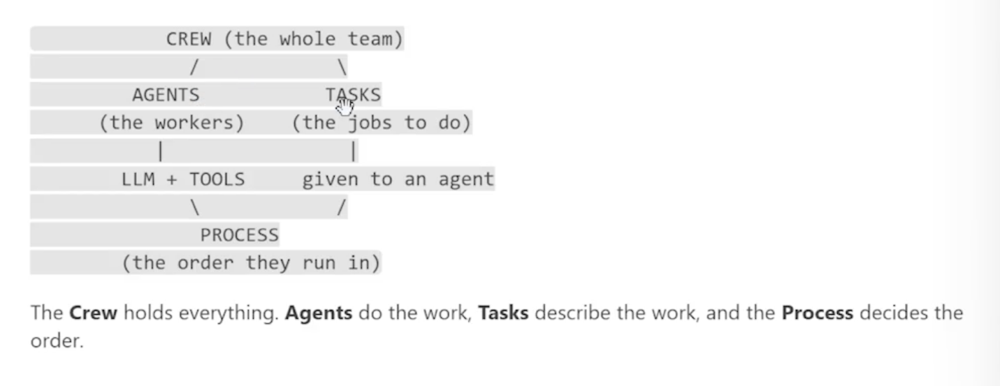 CREW (the whole team)
/ \
AGENTS TASKS
(the workers) (the jobs to do)
| |
LLM + TOOLS given to an agent
\ /
PROCESS
(the order they run in)
The Crew holds everything. Agents do the work, Tasks describe the work, and the Process decides the
order.